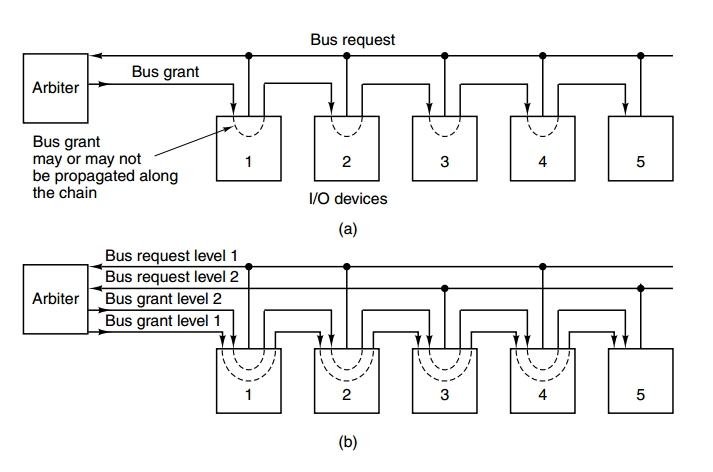 Bus request
Arbiter
Bus grant
Bus grant
may or may not
be propagated along
the chain
1
2
3
4
5
I/O devices
(a)
Bus request level 1
Bus request level 2
Arbiter
Bus grant level 2
Bus grant level 1
1
2
3
4
5
(b)